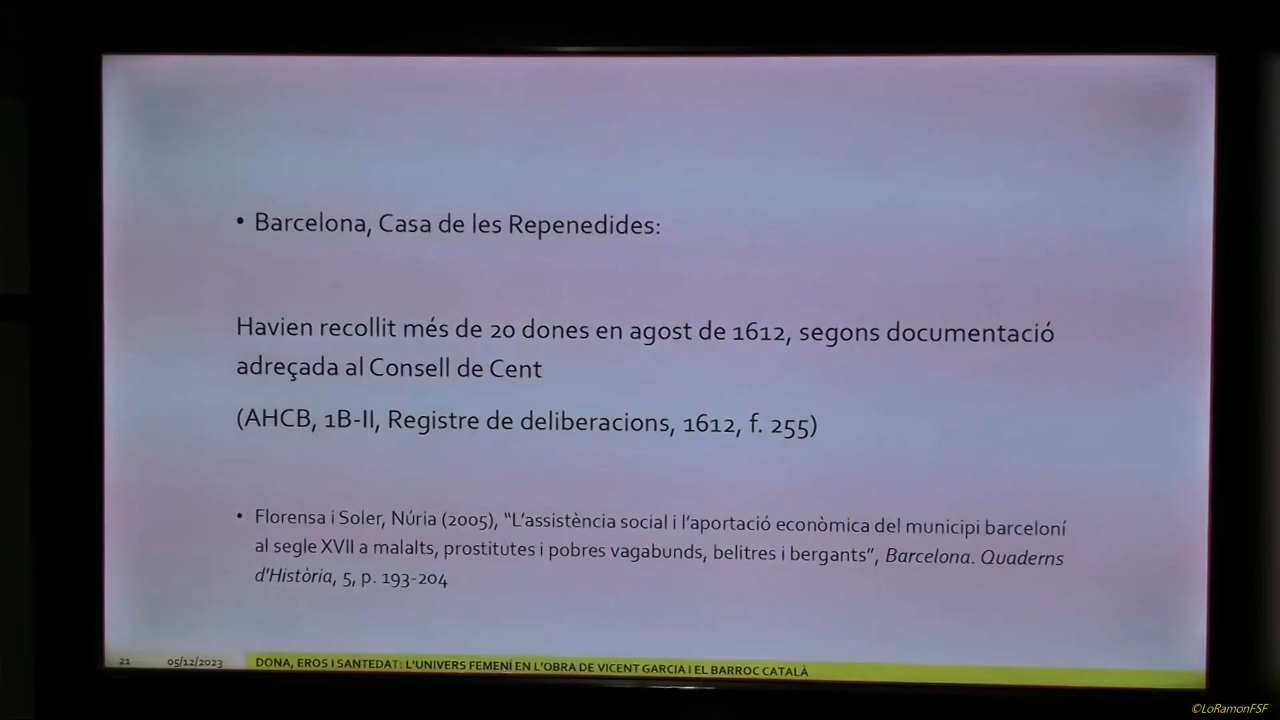 • Barcelona, Casa de les Repenedides:
Havien recollit més de 20 dones en agost de 1612, segons documentació
adreçada al Consell de Cent
(AHCB, 1B-II, Registre de deliberacions, 1612, f. 255)
• Florensa i Soler, Núria (2005), “L'assistència social i l'aportació econòmica del municipi barceloní
al segle XVII a malalts, prostitutes i pobres vagabunds, belitres i bergants”, Barcelona. Quaderns
d'Història, 5, p. 193-204
21 05/12/2023 DONA, EROS I SANTEDAT: L'UNIVERS FEMENÍ EN L'OBRA DE VICENT GARCIA I EL BARROC CATALÀ
©LoRamonFSF